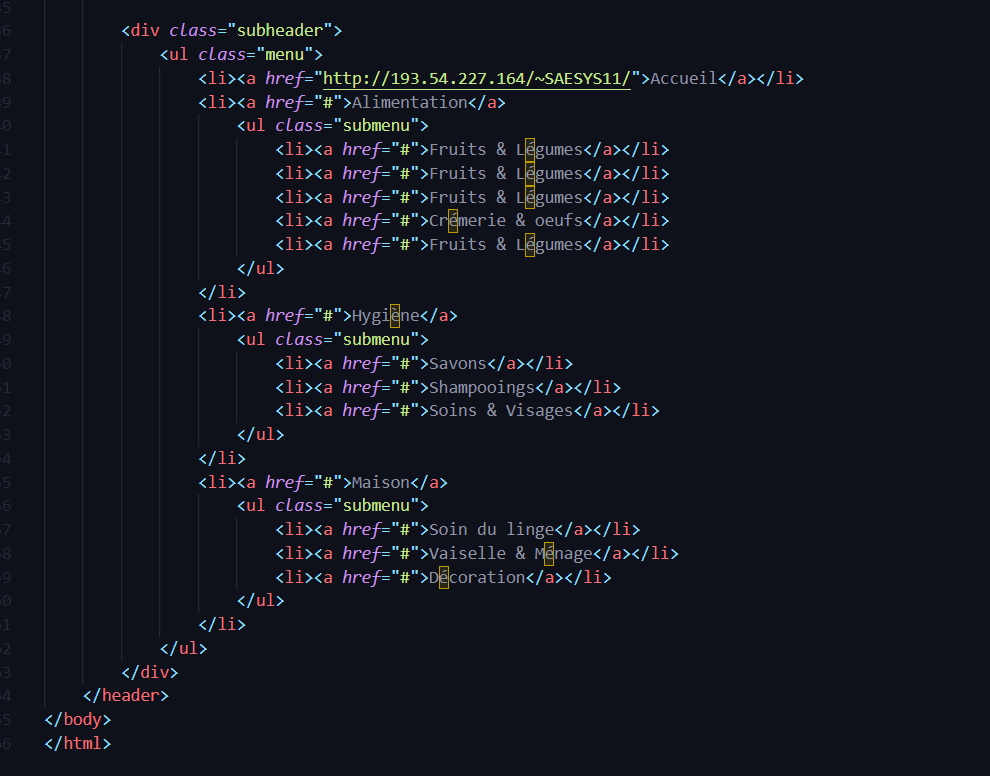 <div class="subheader">
<ul class="menu">
<li><a href="http://193.54.227.164/~SAESYS11/">Accueil</a></li>
<li><a href="#">Alimentation</a>
<ul class="submenu">
<li><a href="#">Fruits & Légumes</a></li>
<li><a href="#">Fruits & Légumes</a></li>
<li><a href="#">Fruits & Légumes</a></li>
<li><a href="#">Crémerie & oeufs</a></li>
<li><a href="#">Fruits & Légumes</a></li>
</ul>
</li>
<li><a href="#">Hygiène</a>
<ul class="submenu">
<li><a href="#">Savons</a></li>
<li><a href="#">Shampooings</a></li>
<li><a href="#">Soins & Visages</a></li>
</ul>
</li>
<li><a href="#">Maison</a>
<ul class="submenu">
<li><a href="#">Soin du linge</a></li>
<li><a href="#">Vaiselle & Ménage</a></li>
<li><a href="#">Décoration</a></li>
</ul>
</li>
</ul>
</div>
</header>
</body>
</html>